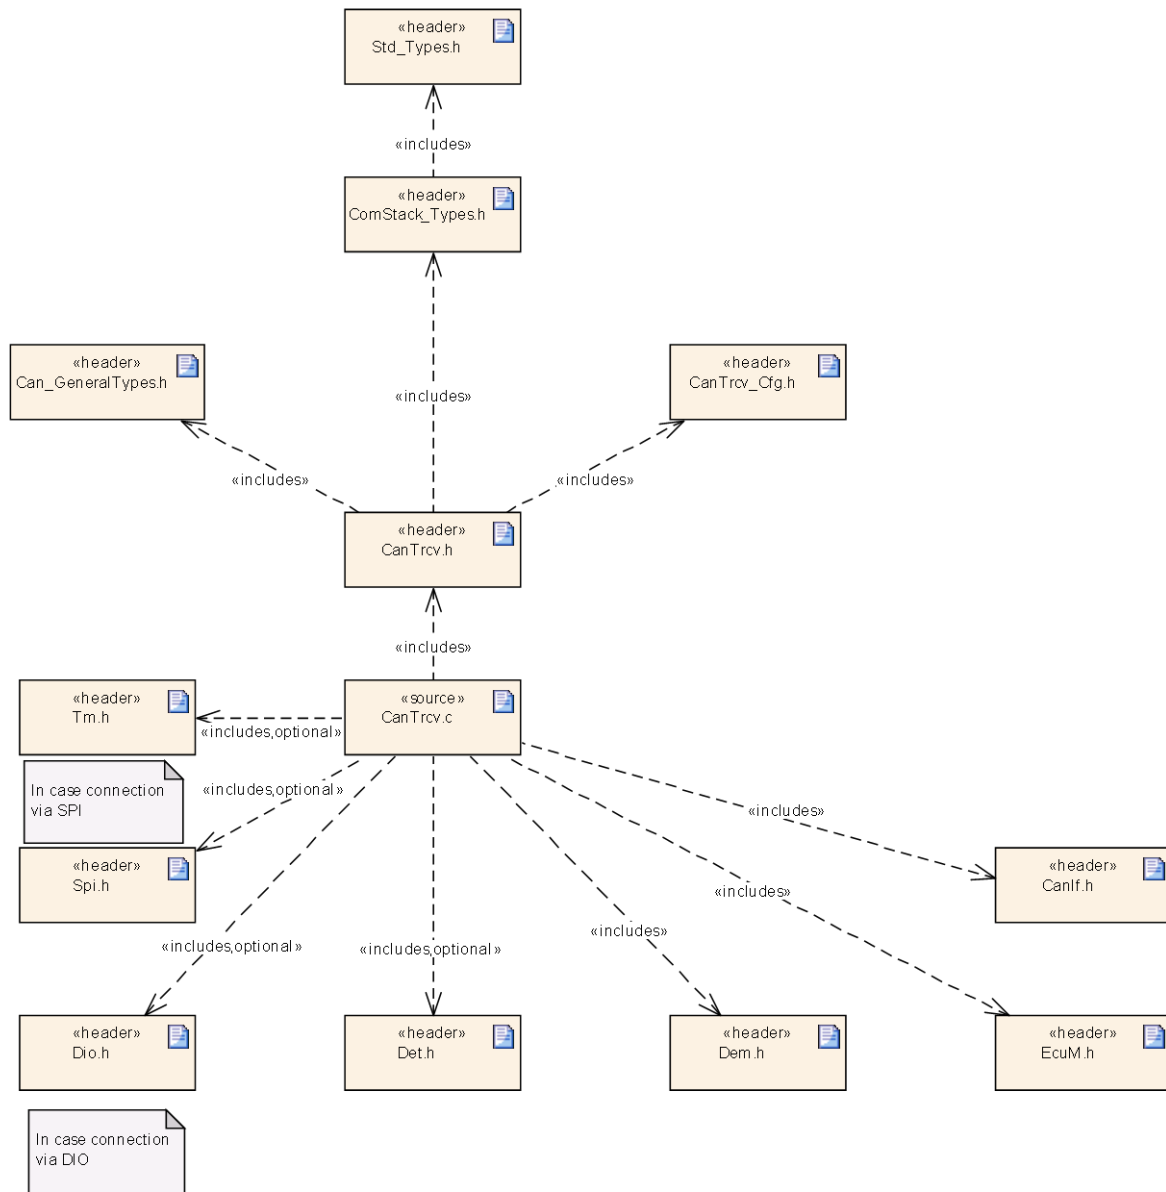 «header»
Std_Types.h
«includes»
«header»
ComStack_Types.h
«header»
Can_GeneralTypes.h
«header»
CanTrcv_Cfg.h
«includes»
«includes»
«includes»
«header»
CanTrcv.h
«includes»
«header»
Tm.h
«source»
CanTrcv.c
«includes,optional»
In case connection
via SPI
«includes,optional»
«includes»
«header»
Spi.h
«header»
CanIf.h
«includes»
«includes»
«includes,optional»
«includes,optional»
«header»
Dio.h
«header»
Det.h
«header»
Dem.h
«header»
EcuM.h
In case connection
via DIO